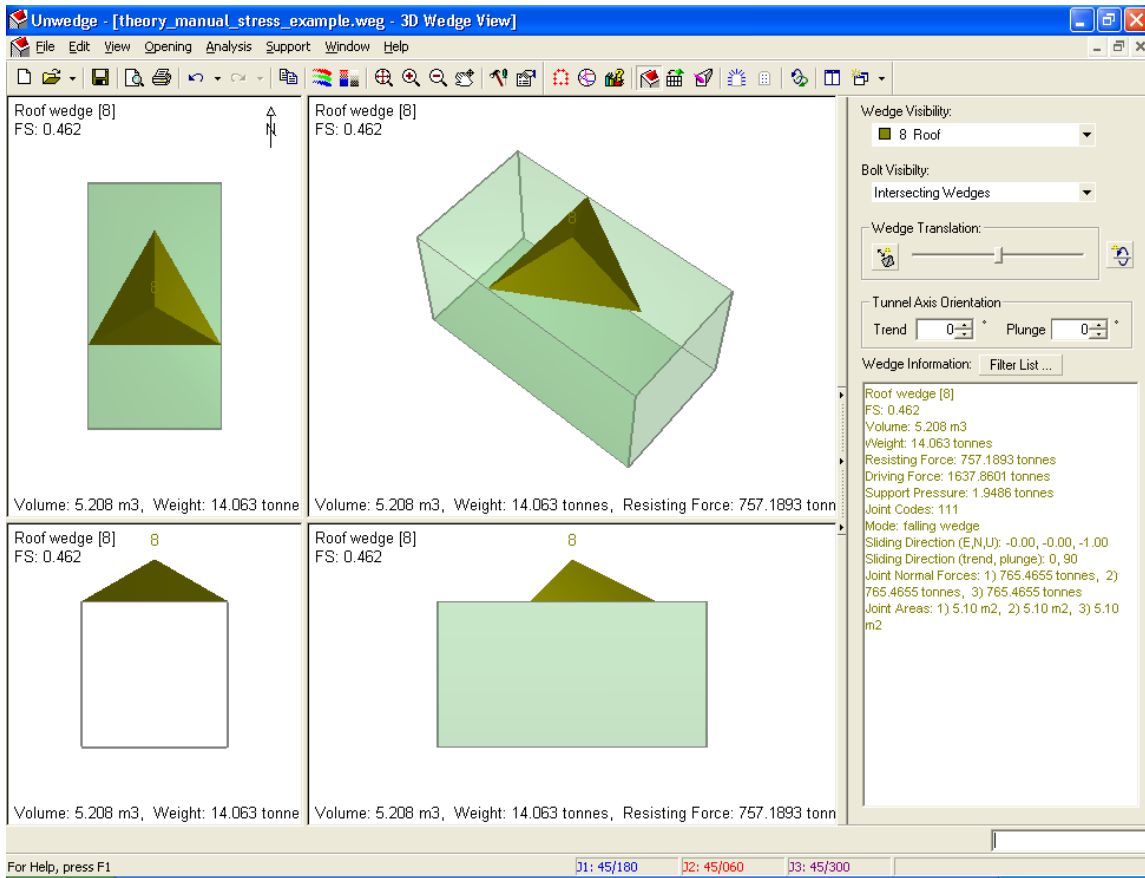 Unwedge - [theory_manual_stress_example.weg - 3D Wedge View]
File Edit View Opening Analysis Support Window Help
Roof wedge [8]
FS: 0.462
N
8
Volume: 5.208 m3, Weight: 14.063 tonne
Roof wedge [8]
FS: 0.462
8
Volume: 5.208 m3, Weight: 14.063 tonnes, Resisting Force: 757.1893 tonn
Roof wedge [8]
FS: 0.462
8
Volume: 5.208 m3, Weight: 14.063 tonne
Roof wedge [8]
FS: 0.462
8
Volume: 5.208 m3, Weight: 14.063 tonnes, Resisting Force: 757.1893 tonn
Wedge Visibility:
8 Roof
Bolt Visibilty:
Intersecting Wedges
Wedge Translation:
Tunnel Axis Orientation
Trend 0 ° Plunge 0 °
Wedge Information: Filter List ...
Roof wedge [8]
FS: 0.462
Volume: 5.208 m3
Weight: 14.063 tonnes
Resisting Force: 757.1893 tonnes
Driving Force: 1637.8601 tonnes
Support Pressure: 1.9486 tonnes
Joint Codes: 111
Mode: falling wedge
Sliding Direction (E,N,U): -0.00, -0.00, -1.00
Sliding Direction (trend, plunge): 0, 90
Joint Normal Forces: 1) 765.4655 tonnes, 2)
765.4655 tonnes, 3) 765.4655 tonnes
Joint Areas: 1) 5.10 m2, 2) 5.10 m2, 3) 5.10
m2
For Help, press F1
J1: 45/180
J2: 45/060
J3: 45/300